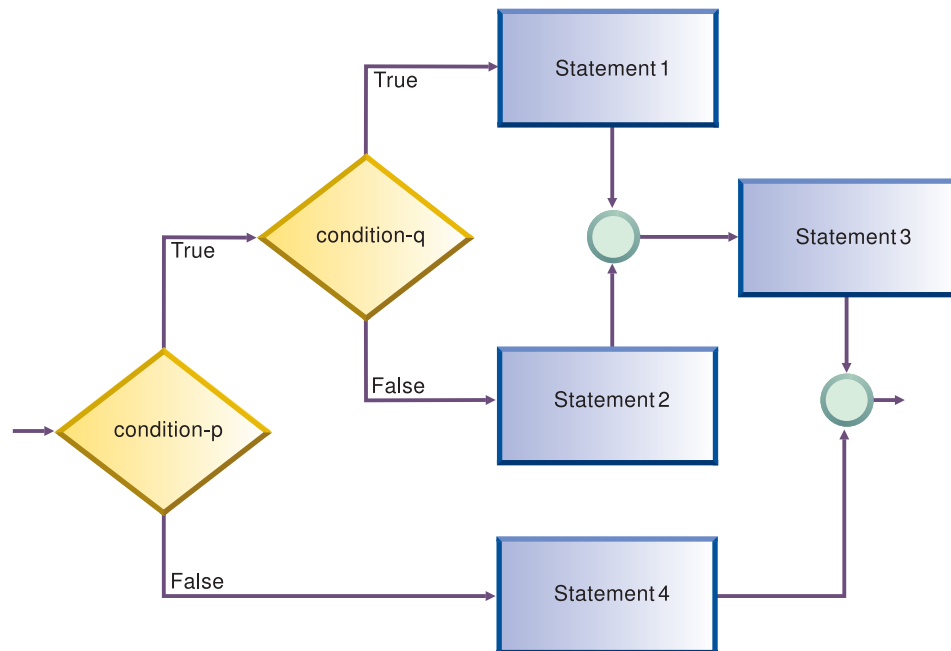 Statement 1
True
condition-q
True
Statement 3
False
Statement 2
condition-p
False
Statement 4